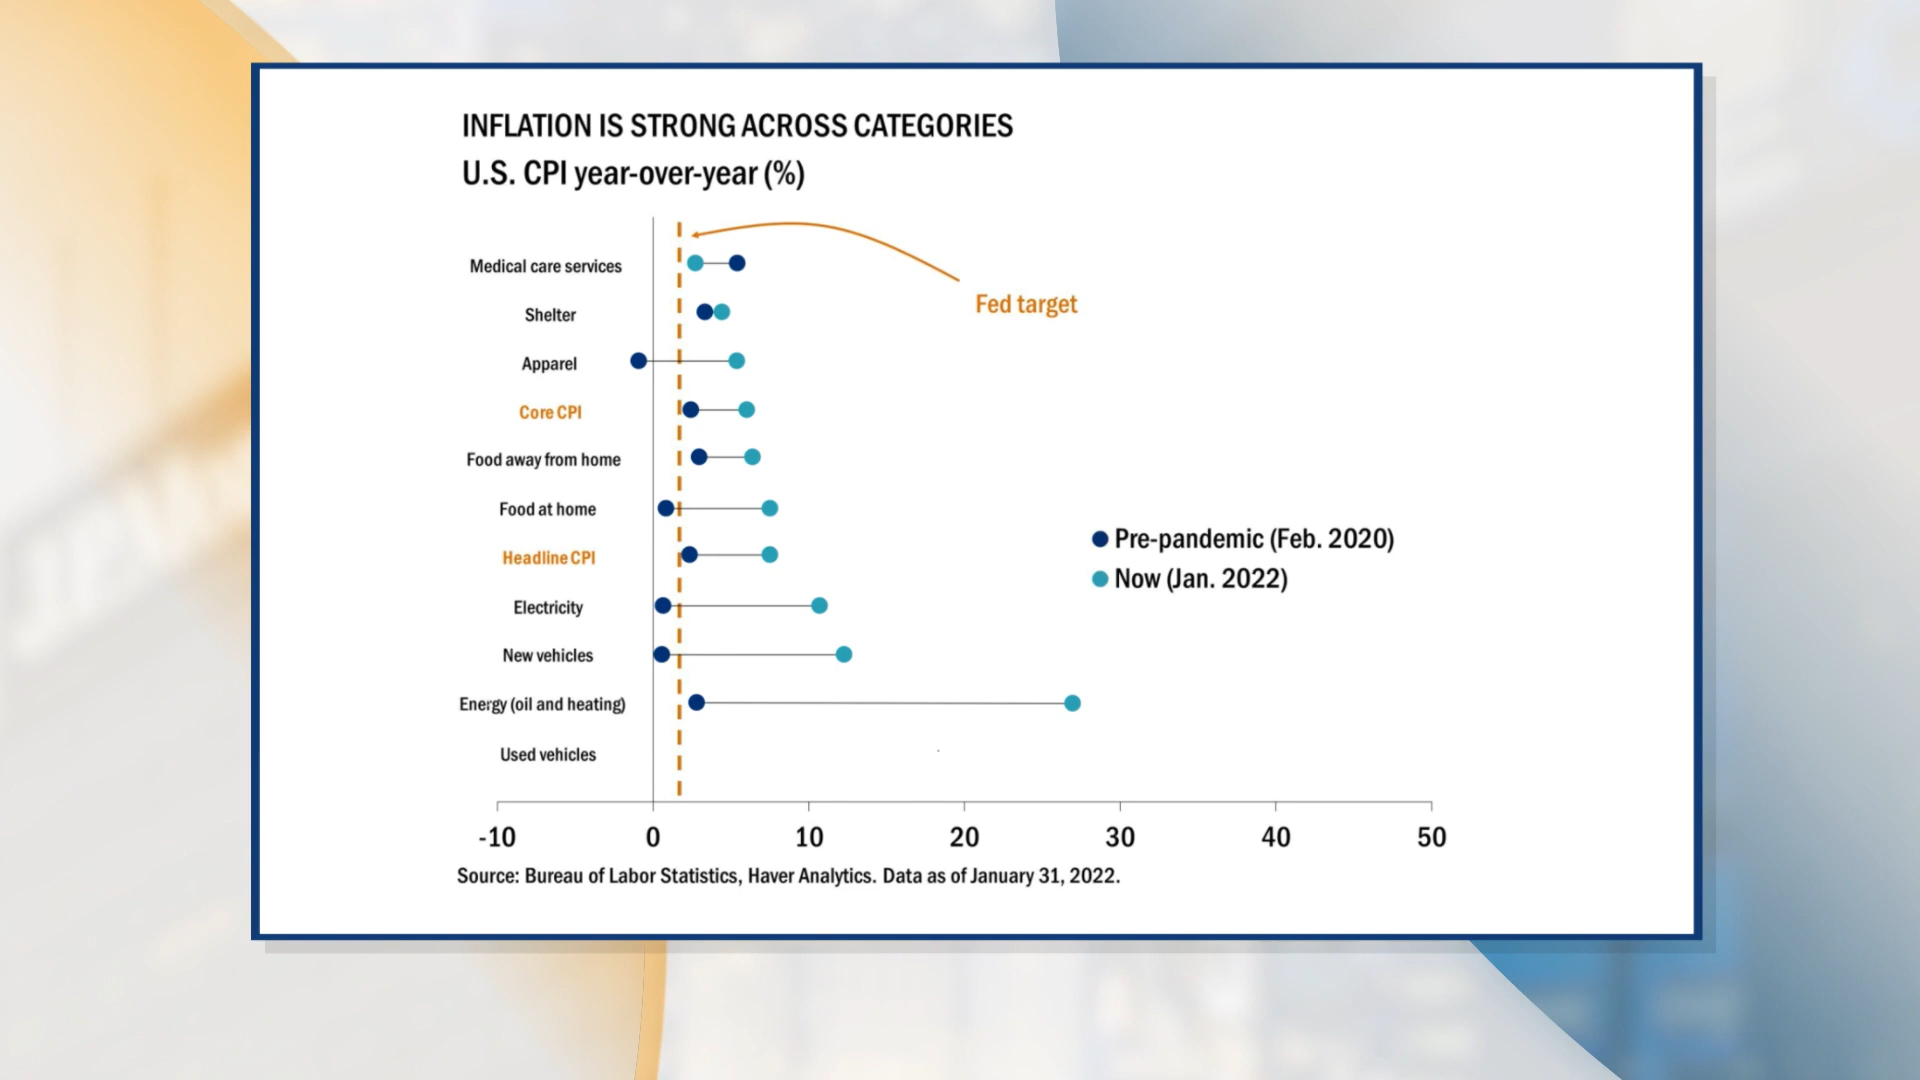 INFLATION IS STRONG ACROSS CATEGORIES
U.S. CPI year-over-year (%)
Medical care services
Fed target
Shelter
Apparel
Core CPI
Food away from home
Food at home
Pre-pandemic (Feb. 2020)
Headline CPI
Now (Jan. 2022)
Electricity
New vehicles
Energy (oil and heating)
Used vehicles
-10 0 10 20 30 40 50
Source: Bureau of Labor Statistics, Haver Analytics. Data as of January 31, 2022.